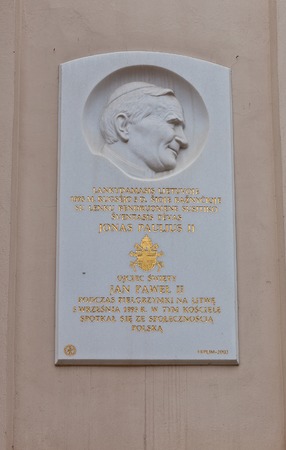 LANKYDAMASIS LIETUVOJE
1993 M. RUGSĖJO 5 D. ŠIOJE BAŽNYČIOJE
SU LENKŲ BENDRUOMENE SUSITIKO
ŠVENTASIS TĖVAS
JONAS PAULIUS II
OJCIEC ŚWIĘTY
JAN PAWEŁ II
PODCZAS PIELGRZYMKI NA LITWĘ
5 WRZEŚNIA 1993 R. W TYM KOŚCIELE
SPOTKAŁ SIĘ ZE SPOŁECZNOŚCIĄ
POLSKĄ